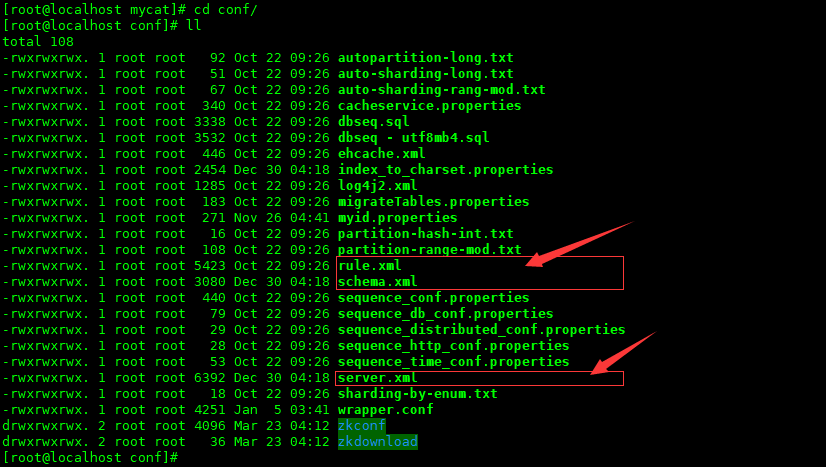 [root@localhost mycat]# cd conf/
[root@localhost conf]# ll
total 108
-rwxrwxrwx. 1 root root   92 Oct 22 09:26 autopartition-long.txt
-rwxrwxrwx. 1 root root   51 Oct 22 09:26 auto-sharding-long.txt
-rwxrwxrwx. 1 root root   67 Oct 22 09:26 auto-sharding-rang-mod.txt
-rwxrwxrwx. 1 root root  340 Oct 22 09:26 cacheservice.properties
-rwxrwxrwx. 1 root root 3338 Oct 22 09:26 dbseq.sql
-rwxrwxrwx. 1 root root 3532 Oct 22 09:26 dbseq - utf8mb4.sql
-rwxrwxrwx. 1 root root  446 Oct 22 09:26 ehcache.xml
-rwxrwxrwx. 1 root root 2454 Dec 30 04:18 index_to_charset.properties
-rwxrwxrwx. 1 root root 1285 Oct 22 09:26 log4j2.xml
-rwxrwxrwx. 1 root root  183 Oct 22 09:26 migrateTables.properties
-rwxrwxrwx. 1 root root  271 Nov 26 04:41 myid.properties
-rwxrwxrwx. 1 root root   16 Oct 22 09:26 partition-hash-int.txt
-rwxrwxrwx. 1 root root  108 Oct 22 09:26 partition-range-mod.txt
-rwxrwxrwx. 1 root root 5423 Oct 22 09:26 rule.xml
-rwxrwxrwx. 1 root root 3080 Dec 30 04:18 schema.xml
-rwxrwxrwx. 1 root root  440 Oct 22 09:26 sequence_conf.properties
-rwxrwxrwx. 1 root root   79 Oct 22 09:26 sequence_db_conf.properties
-rwxrwxrwx. 1 root root   29 Oct 22 09:26 sequence_distributed_conf.properties
-rwxrwxrwx. 1 root root   28 Oct 22 09:26 sequence_http_conf.properties
-rwxrwxrwx. 1 root root   53 Oct 22 09:26 sequence_time_conf.properties
-rwxrwxrwx. 1 root root 6392 Dec 30 04:18 server.xml
-rwxrwxrwx. 1 root root   18 Oct 22 09:26 sharding-by-enum.txt
-rwxrwxrwx. 1 root root 4251 Jan  5 03:41 wrapper.conf
drwxrwxrwx. 2 root root 4096 Mar 23 04:12 zkconf
drwxrwxrwx. 2 root root   36 Mar 23 04:12 zkdownload
[root@localhost conf]#